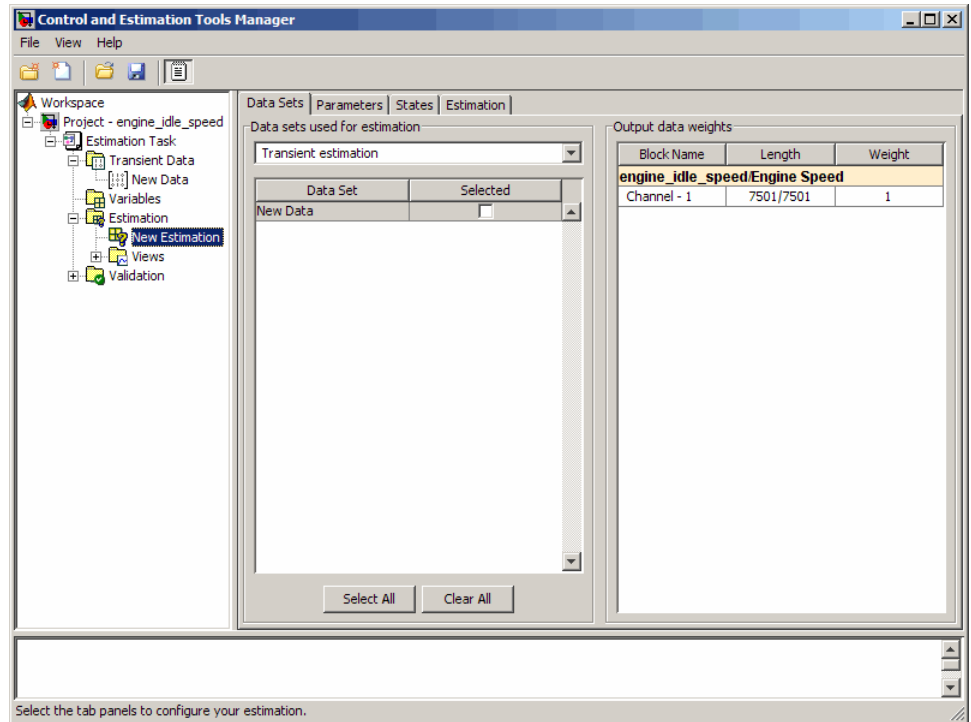 Control and Estimation Tools Manager
File View Help
Workspace
Project - engine_idle_speed
Estimation Task
Transient Data
New Data
Variables
Estimation
New Estimation
Views
Validation
Data Sets Parameters States Estimation
Data sets used for estimation
Transient estimation
Data Set Selected
New Data
Select All Clear All
Output data weights
Block Name Length Weight
engine_idle_speed/Engine Speed
Channel - 1 7501/7501 1
Select the tab panels to configure your estimation.